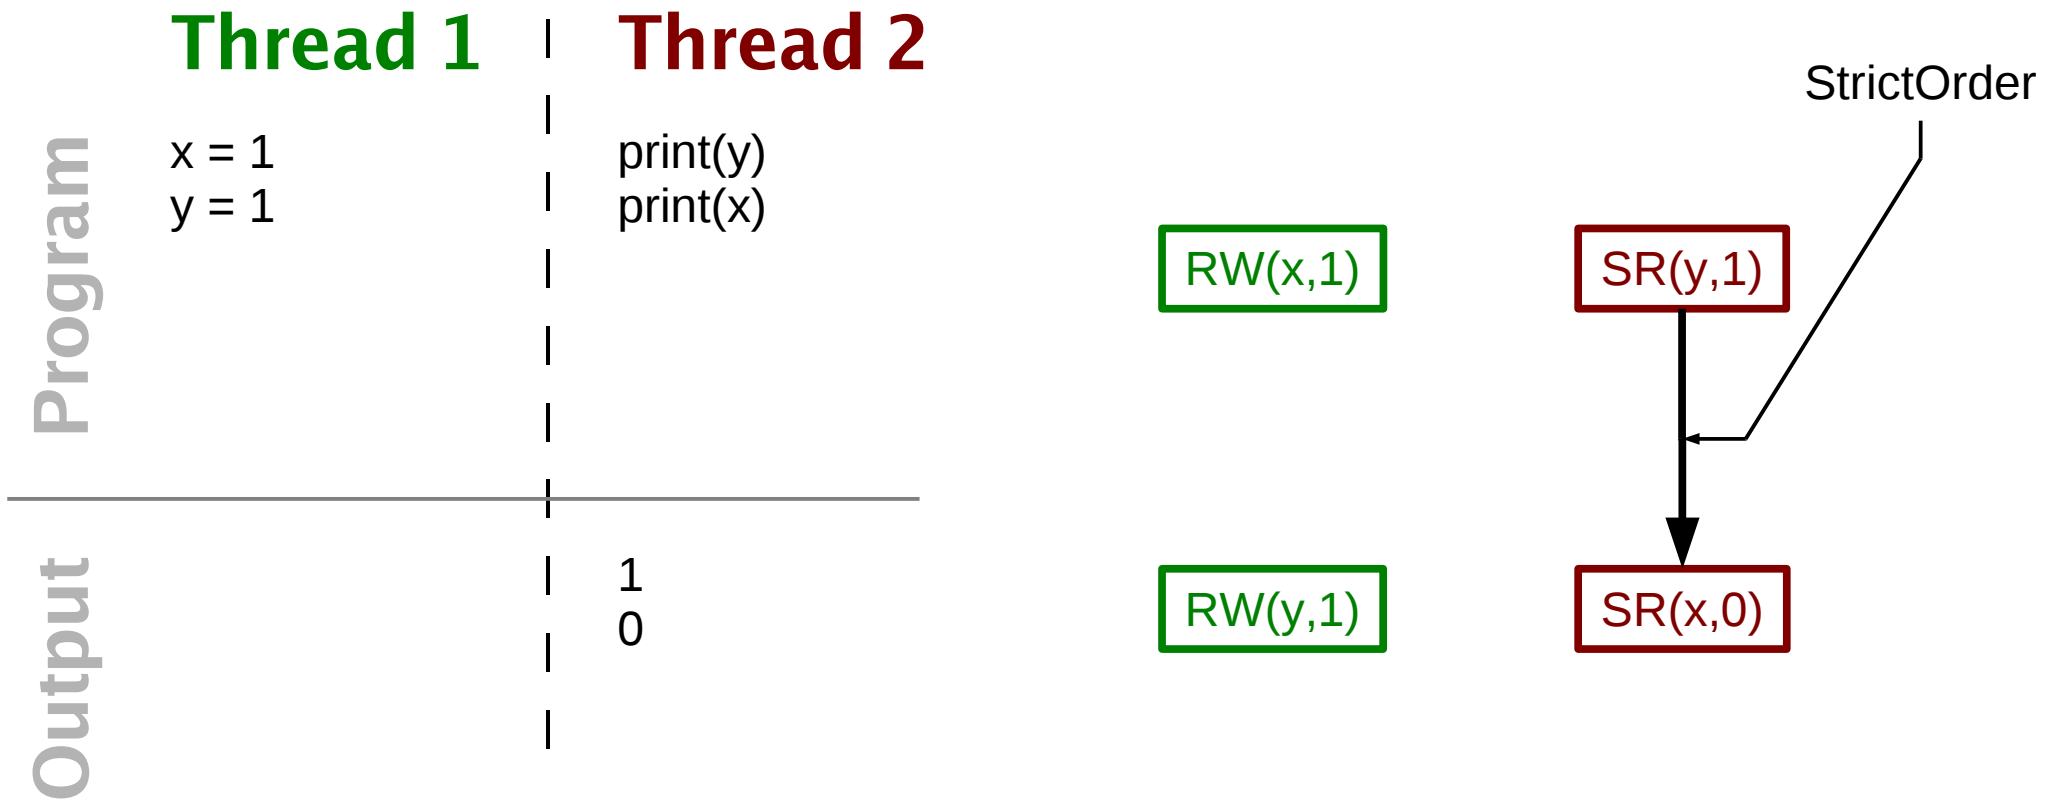 Thread 1
Thread 2
StrictOrder
Program
x = 1
y = 1
print(y)
print(x)
RW(x,1)
SR(y,1)
Output
1
0
RW(y,1)
SR(x,0)